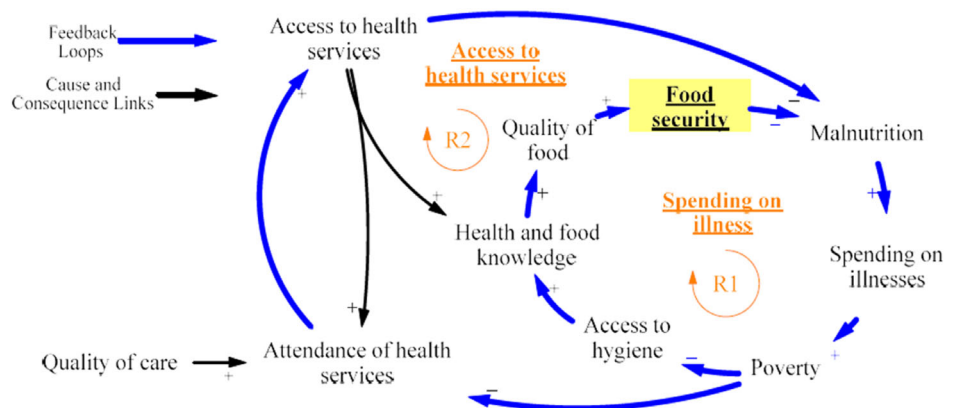 Feedback
Loops
Cause and
Consequence Links
Access to health
services
Access to
health services
R2
Food
security
Quality of
food
Malnutrition
Health and food
knowledge
Spending on
illness
R1
Spending on
illnesses
Access to
hygiene
Poverty
Quality of care
Attendance of health
services
+
+
+
+
+
+
+
+
+
+
−
−
−
−